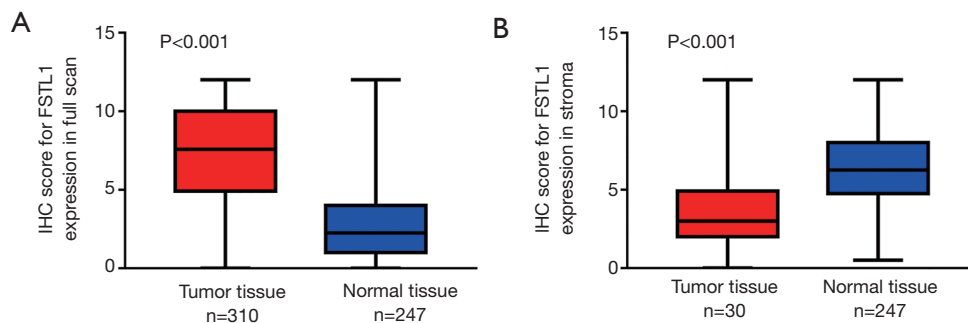 A
IHC score for FSTL1
expression in full scan
P<0.001
15
10
5
0
Tumor tissue
n=310
Normal tissue
n=247
B
IHC score for FSTL1
expression in stroma
P<0.001
15
10
5
0
Tumor tissue
n=30
Normal tissue
n=247